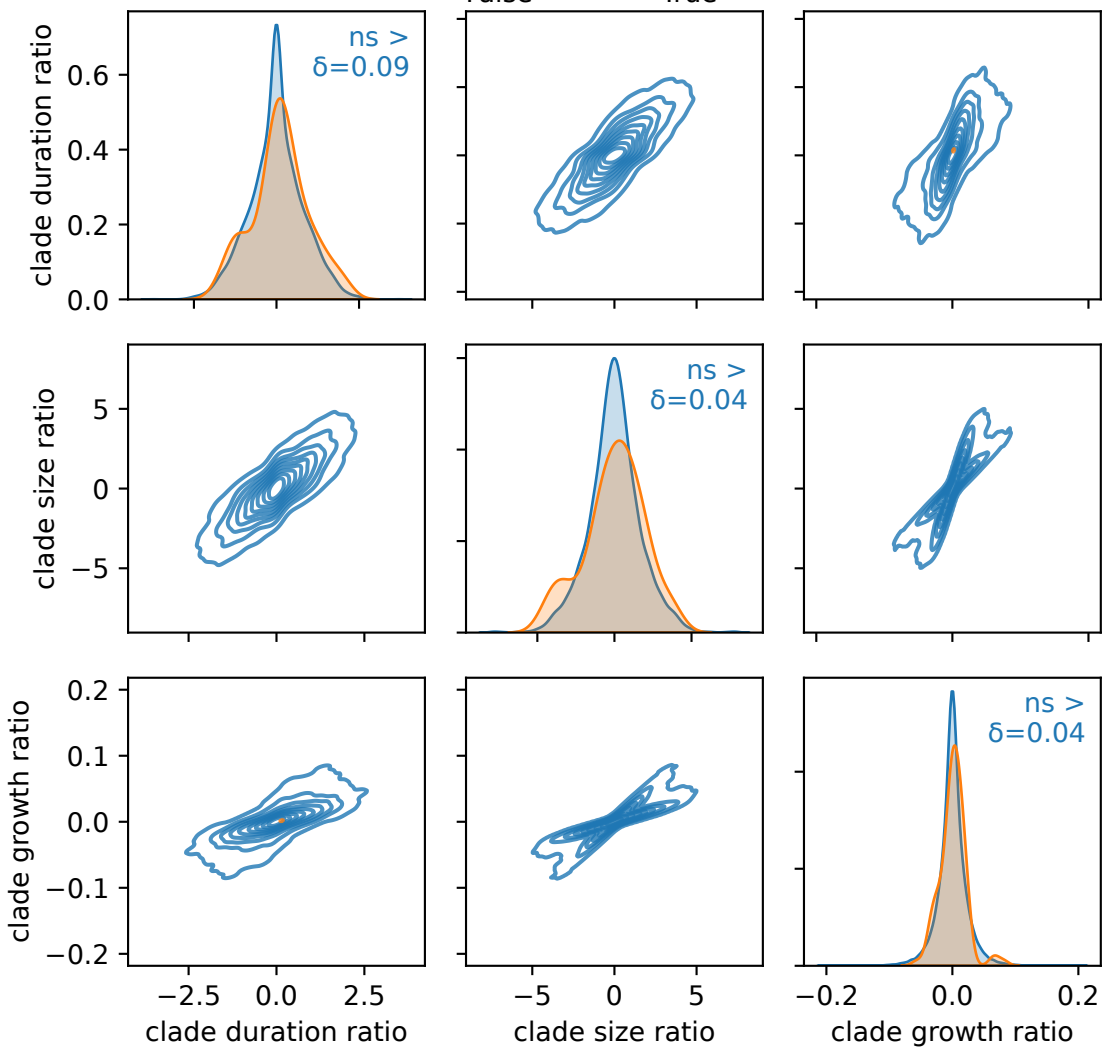 True
clade duration ratio
0.6
0.4
0.2
0.0
ns >
δ=0.09
clade size ratio
5
0
−5
ns >
δ=0.04
clade growth ratio
0.2
0.1
0.0
−0.1
−0.2
ns >
δ=0.04
−2.5 0.0 2.5
clade duration ratio
−5 0 5
clade size ratio
−0.2 0.0 0.2
clade growth ratio